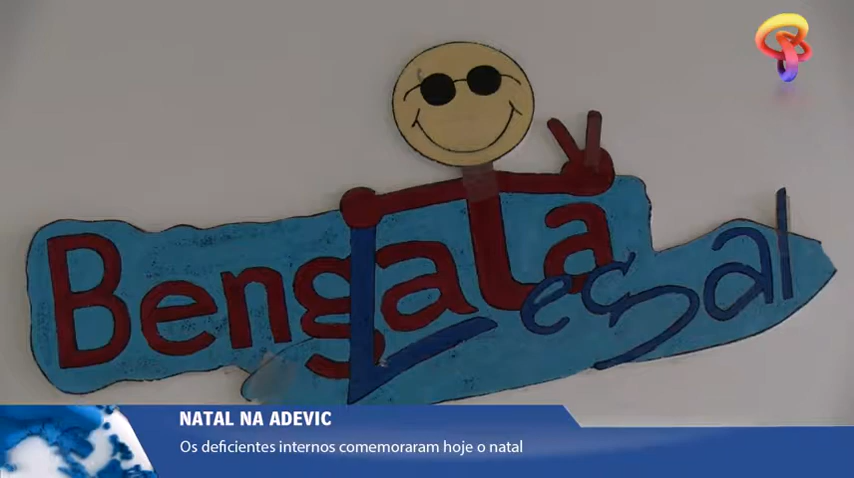 Bengala
Legal
NATAL NA ADEVIC
Os deficientes internos comemoraram hoje o natal